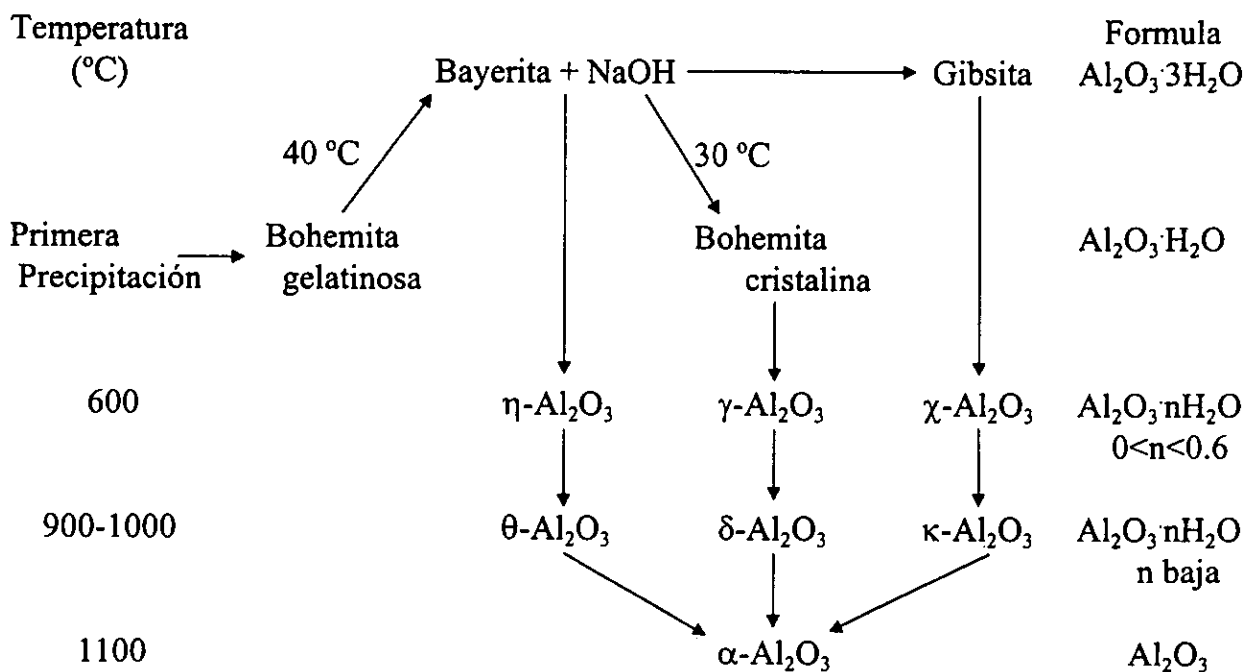 Temperatura Formula
(ºC) Bayerita + NaOH Gibsita Al₂O₃·3H₂O
40 ºC 30 ºC
Primera Bohemita Bohemita Al₂O₃·H₂O
Precipitación gelatinosa cristalina
600 η-Al₂O₃ γ-Al₂O₃ χ-Al₂O₃ Al₂O₃·nH₂O
0<n<0.6
900-1000 θ-Al₂O₃ δ-Al₂O₃ κ-Al₂O₃ Al₂O₃·nH₂O
n baja
1100 α-Al₂O₃ Al₂O₃